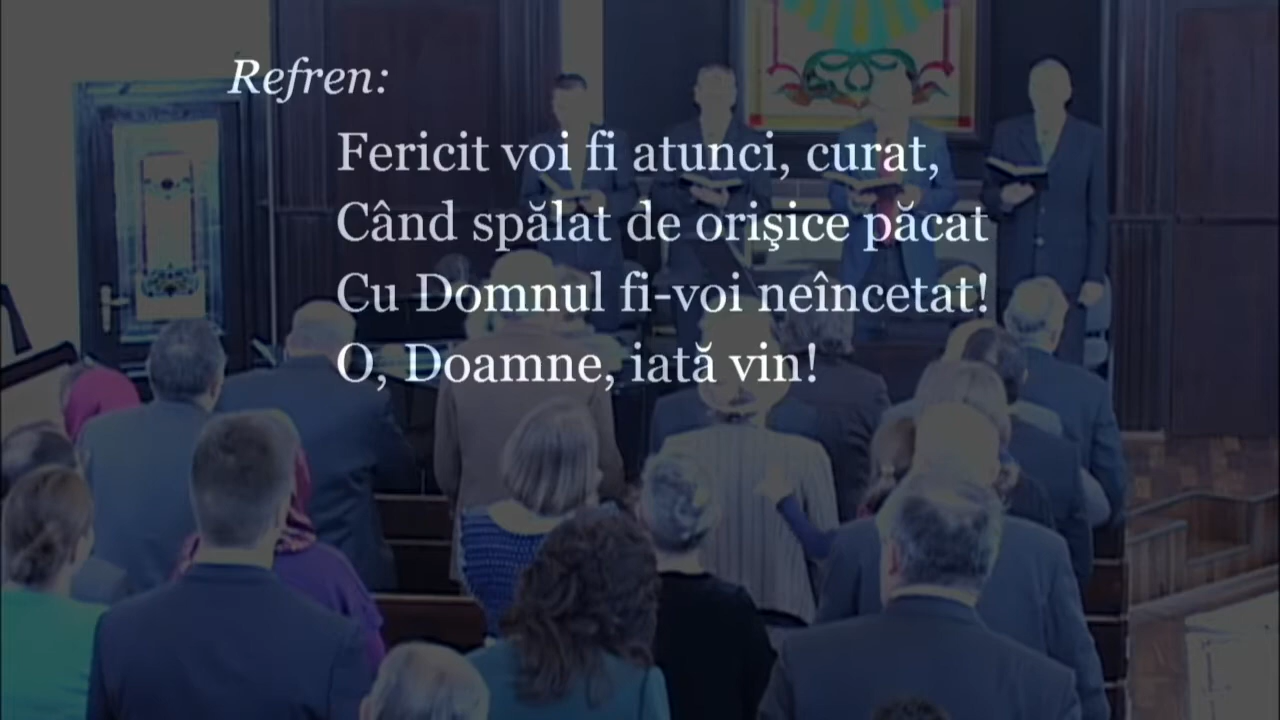 Refren:
Fericit voi fi atunci, curat,
Când spălat de orişice păcat
Cu Domnul fi-voi neîncetat!
O, Doamne, iată vin!